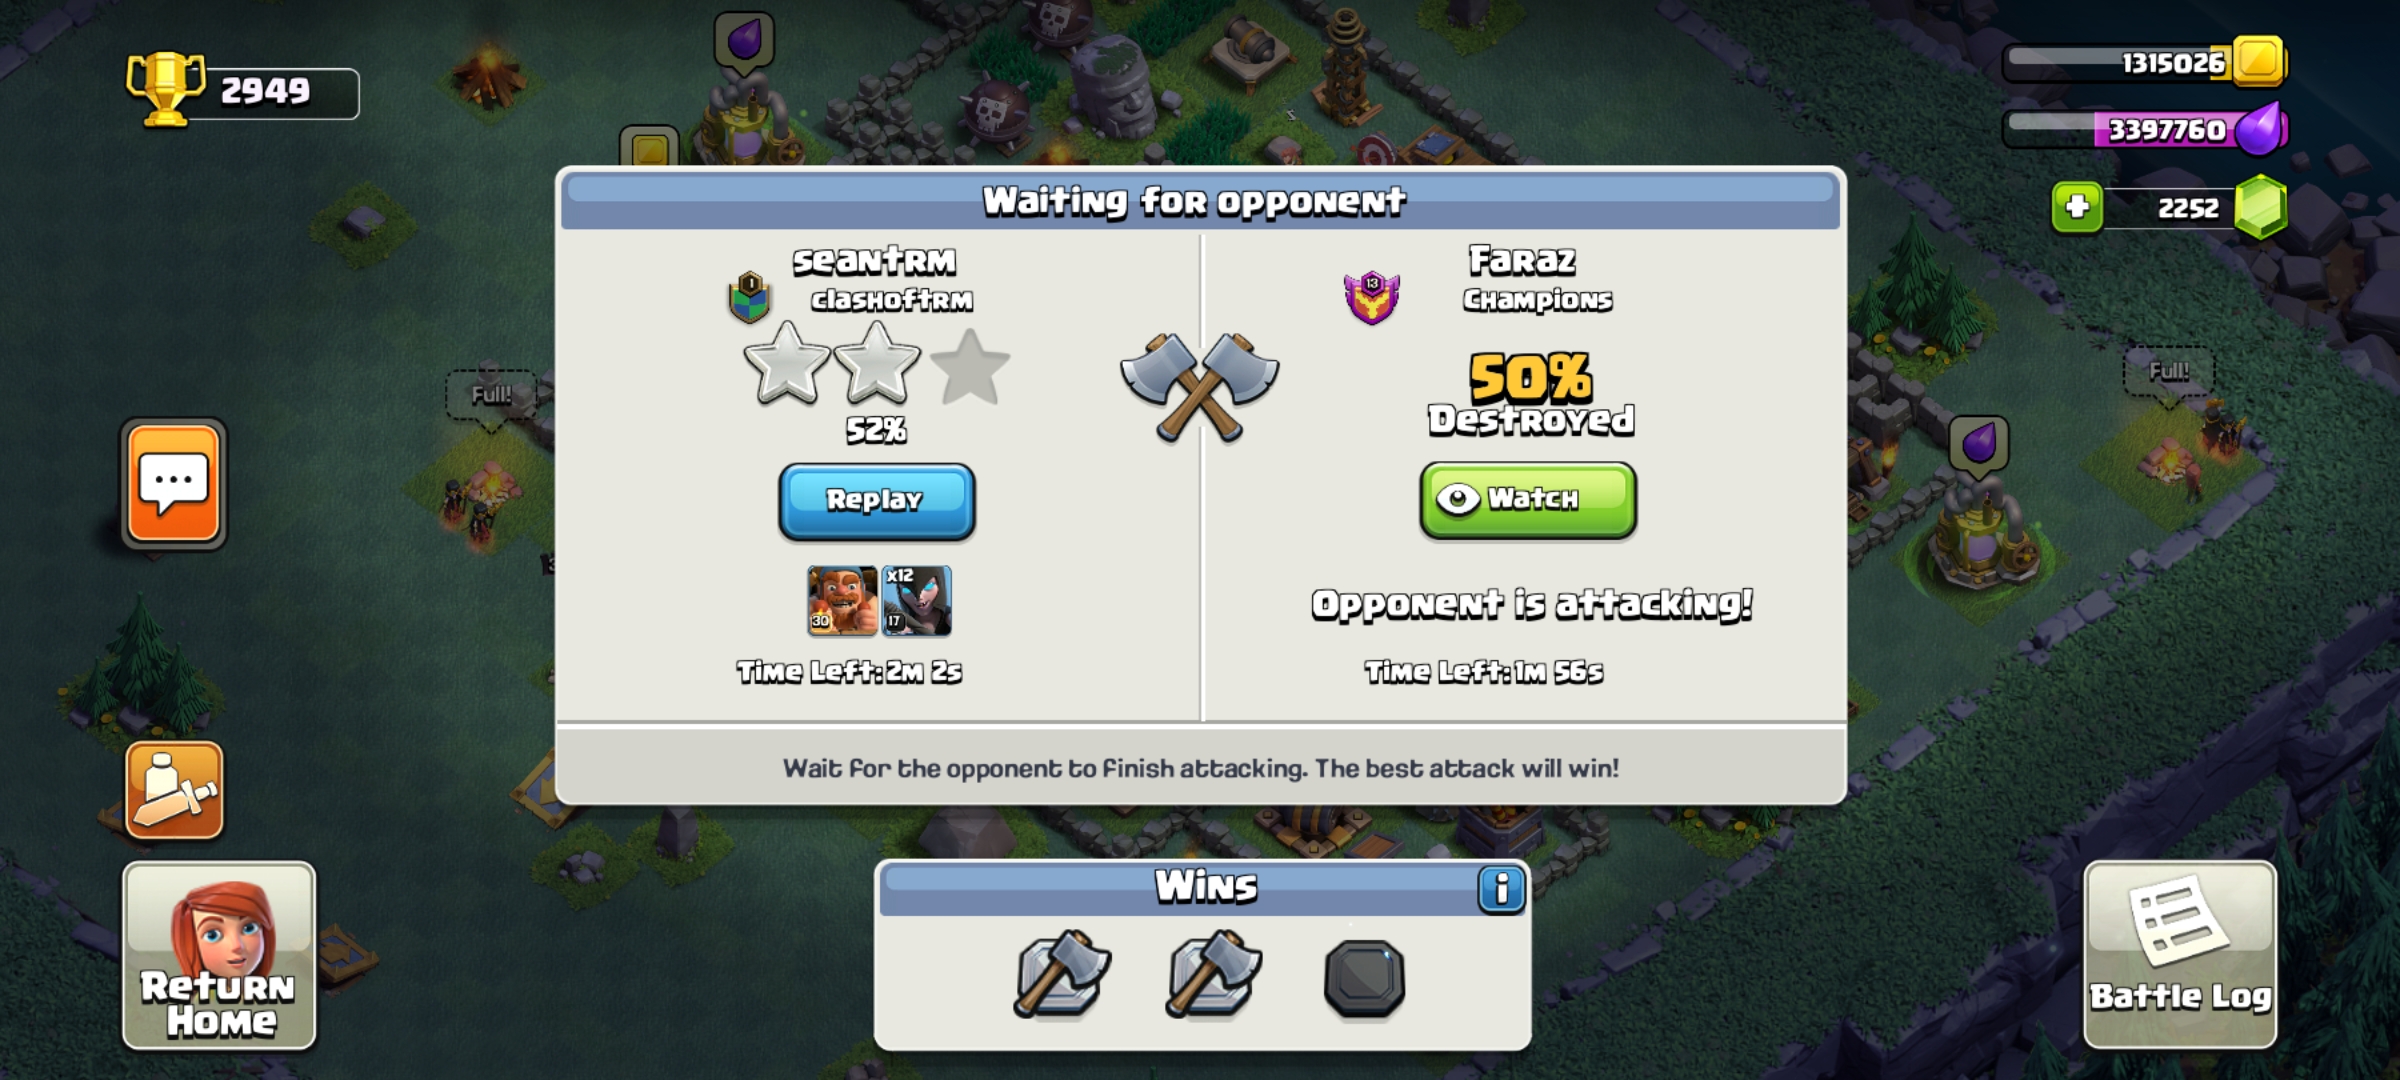 2949
1315026
3397760
2252
Waiting for opponent
seantrm
clashoftrm
1
52%
Replay
30
x12
17
Time Left:2m 2s
Faraz
Champions
13
50%
Destroyed
Watch
Opponent is attacking!
Time Left:1m 56s
Wait for the opponent to finish attacking. The best attack will win!
Full!
Full!
Wins
i
Return
Home
Battle Log